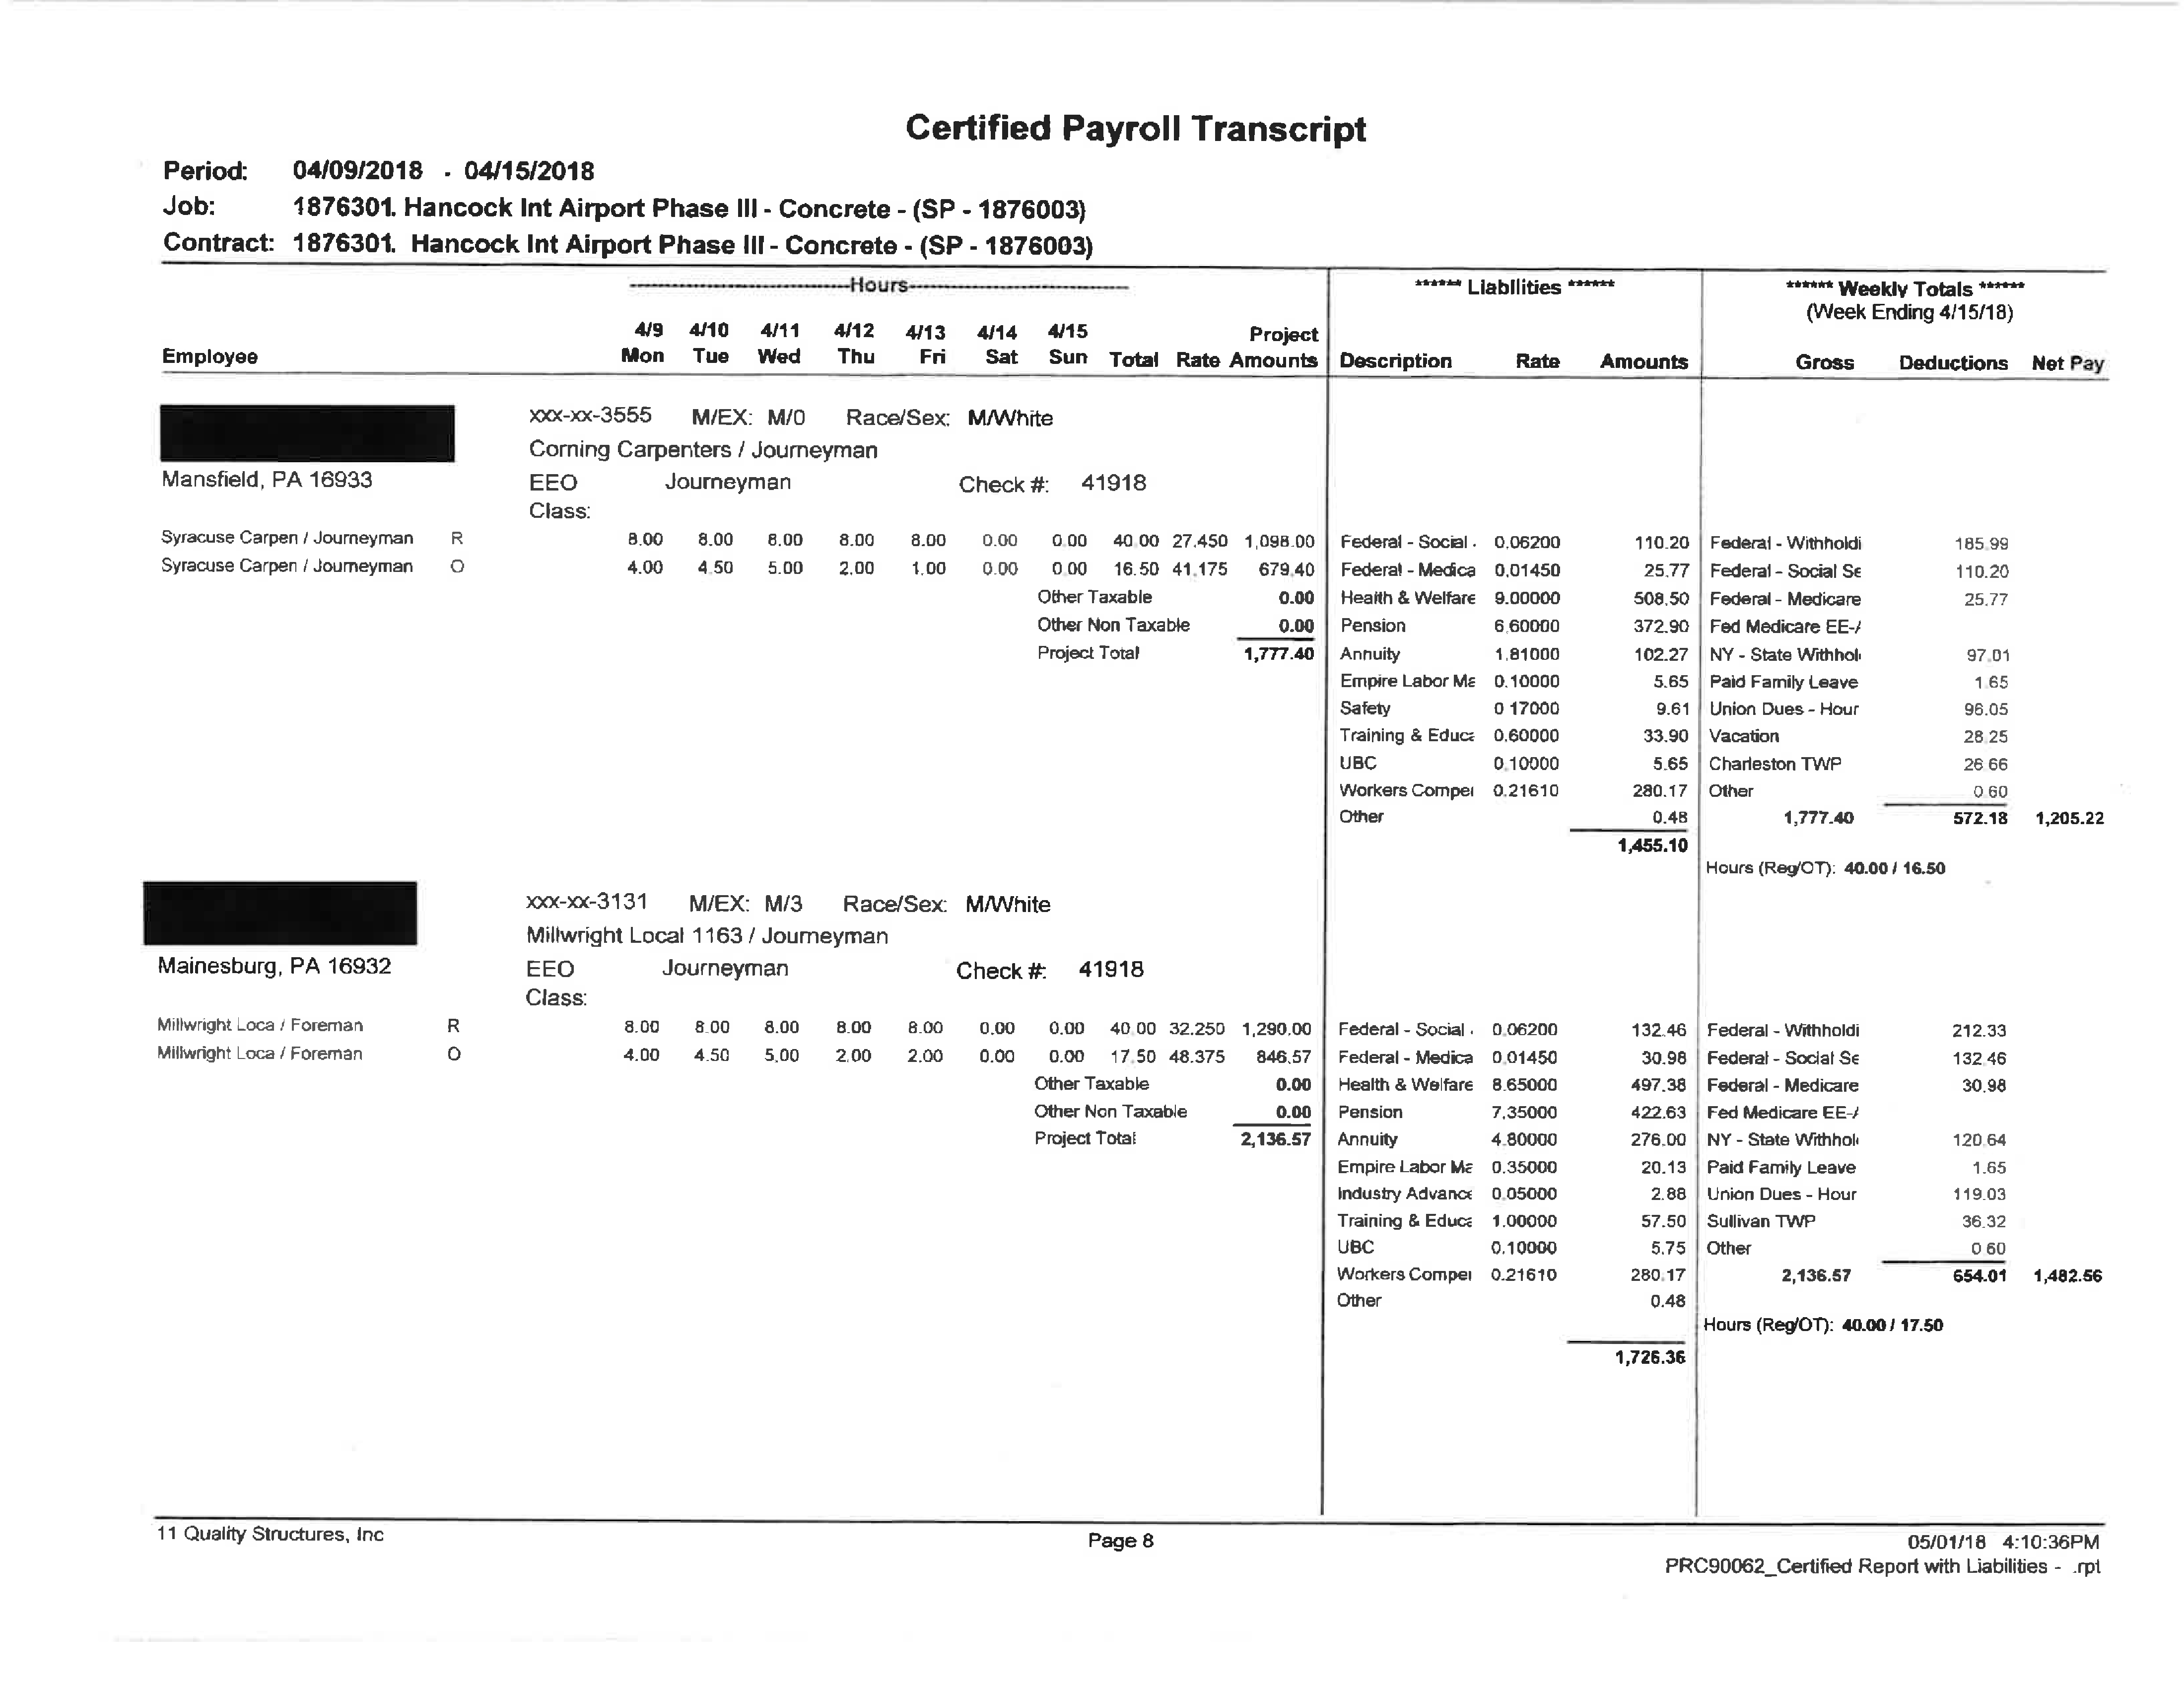 Certified Payroll Transcript
Period: 04/09/2018 - 04/15/2018
Job: 1876301. Hancock Int Airport Phase III - Concrete - (SP - 1876003)
Contract: 1876301. Hancock Int Airport Phase III - Concrete - (SP - 1876003)
Hours ****** Liabilities ****** ****** Weekly Totals ******
(Week Ending 4/15/18)
4/9 4/10 4/11 4/12 4/13 4/14 4/15 Project
Employee Mon Tue Wed Thu Fri Sat Sun Total Rate Amounts Description Rate Amounts Gross Deductions Net Pay
xxx-xx-3555 M/EX: M/0 Race/Sex: M/White
Corning Carpenters / Journeyman
Mansfield, PA 16933 EEO Journeyman Check #: 41918
Class:
Syracuse Carpen / Journeyman R 8.00 8.00 8.00 8.00 8.00 0.00 0.00 40.00 27.450 1,098.00 Federal - Social . 0.06200 110.20 Federal - Withholdi 185.99
Syracuse Carpen / Journeyman O 4.00 4.50 5.00 2.00 1.00 0.00 0.00 16.50 41.175 679.40 Federal - Medica 0.01450 25.77 Federal - Social Se 110.20
Other Taxable 0.00 Health & Welfare 9.00000 508.50 Federal - Medicare 25.77
Other Non Taxable 0.00 Pension 6.60000 372.90 Fed Medicare EE-/
Project Total 1,777.40 Annuity 1.81000 102.27 NY - State Withhol 97.01
Empire Labor Ma 0.10000 5.65 Paid Family Leave 1.65
Safety 0.17000 9.61 Union Dues - Hour 96.05
Training & Educa 0.60000 33.90 Vacation 28.25
UBC 0.10000 5.65 Charleston TWP 26.66
Workers Compei 0.21610 280.17 Other 0.60
Other 0.48 1,777.40 572.18 1,205.22
1,455.10
Hours (Reg/OT): 40.00 / 16.50
xxx-xx-3131 M/EX: M/3 Race/Sex: M/White
Millwright Local 1163 / Journeyman
Mainesburg, PA 16932 EEO Journeyman Check #: 41918
Class:
Millwright Loca / Foreman R 8.00 8.00 8.00 8.00 8.00 0.00 0.00 40.00 32.250 1,290.00 Federal - Social . 0.06200 132.46 Federal - Withholdi 212.33
Millwright Loca / Foreman O 4.00 4.50 5.00 2.00 2.00 0.00 0.00 17.50 48.375 846.57 Federal - Medica 0.01450 30.98 Federal - Social Se 132.46
Other Taxable 0.00 Health & Welfare 8.65000 497.38 Federal - Medicare 30.98
Other Non Taxable 0.00 Pension 7.35000 422.63 Fed Medicare EE-/
Project Total 2,136.57 Annuity 4.80000 276.00 NY - State Withhol 120.64
Empire Labor Ma 0.35000 20.13 Paid Family Leave 1.65
Industry Advance 0.05000 2.88 Union Dues - Hour 119.03
Training & Educa 1.00000 57.50 Sullivan TWP 36.32
UBC 0.10000 5.75 Other 0.60
Workers Compei 0.21610 280.17 2,136.57 654.01 1,482.56
Other 0.48
Hours (Reg/OT): 40.00 / 17.50
1,726.36
11 Quality Structures, Inc Page 8 05/01/18 4:10:36PM
PRC90062_Certified Report with Liabilities - .rpt